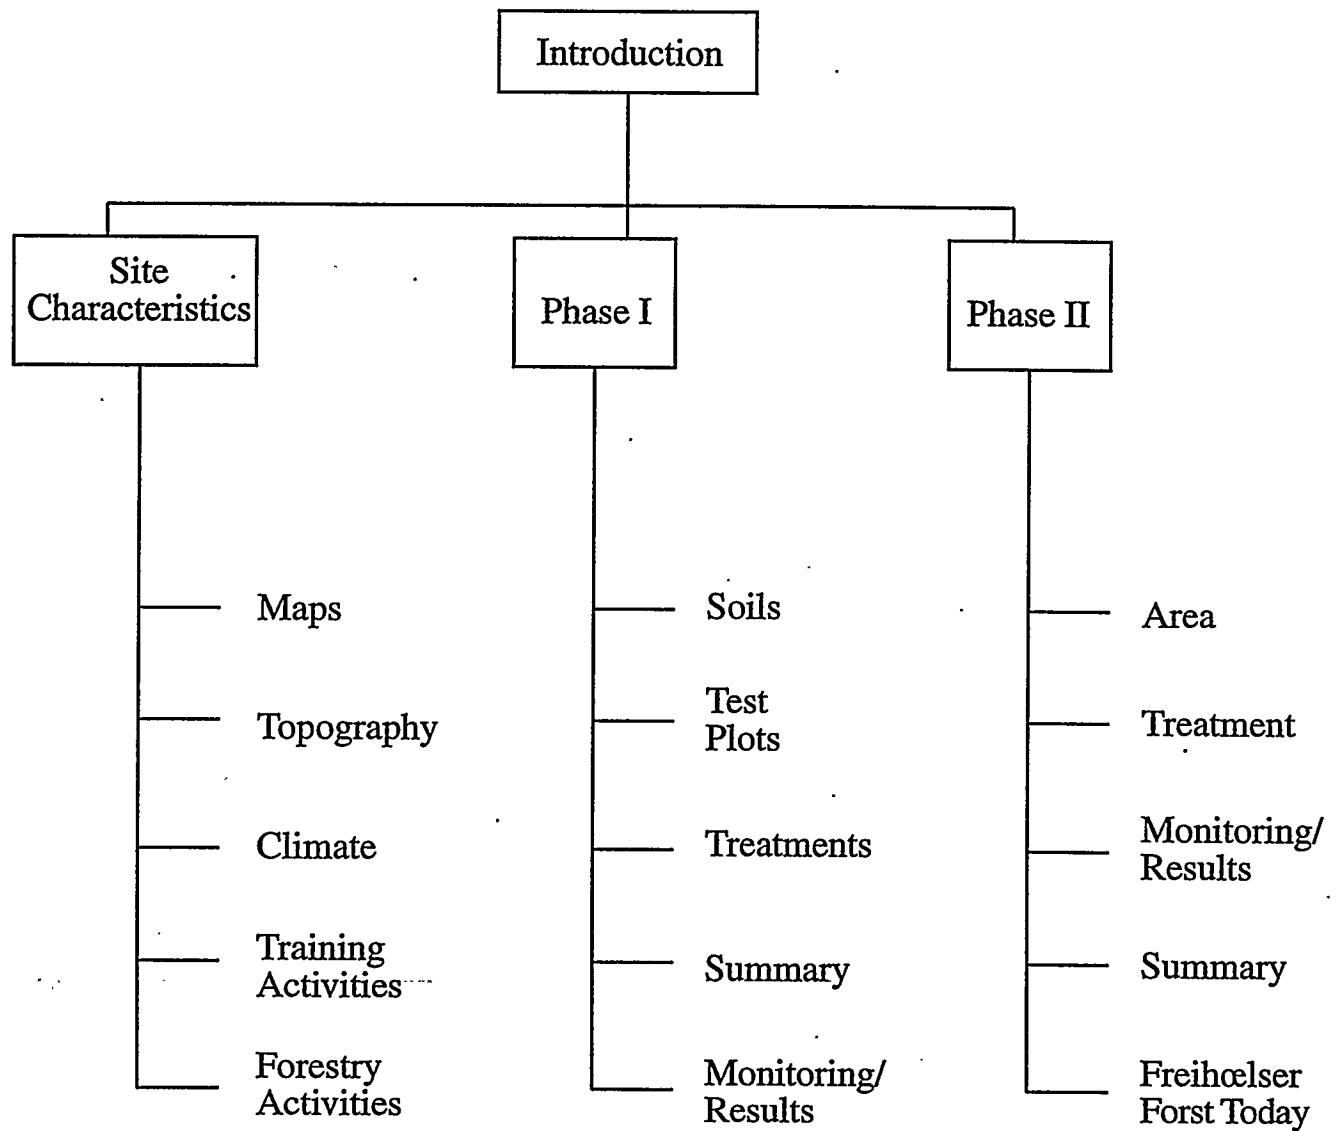 Introduction
Site
Characteristics
Phase I
Phase II
Maps
Topography
Climate
Training
Activities
Forestry
Activities
Soils
Test
Plots
Treatments
Summary
Monitoring/
Results
Area
Treatment
Monitoring/
Results
Summary
Freihœlser
Forst Today